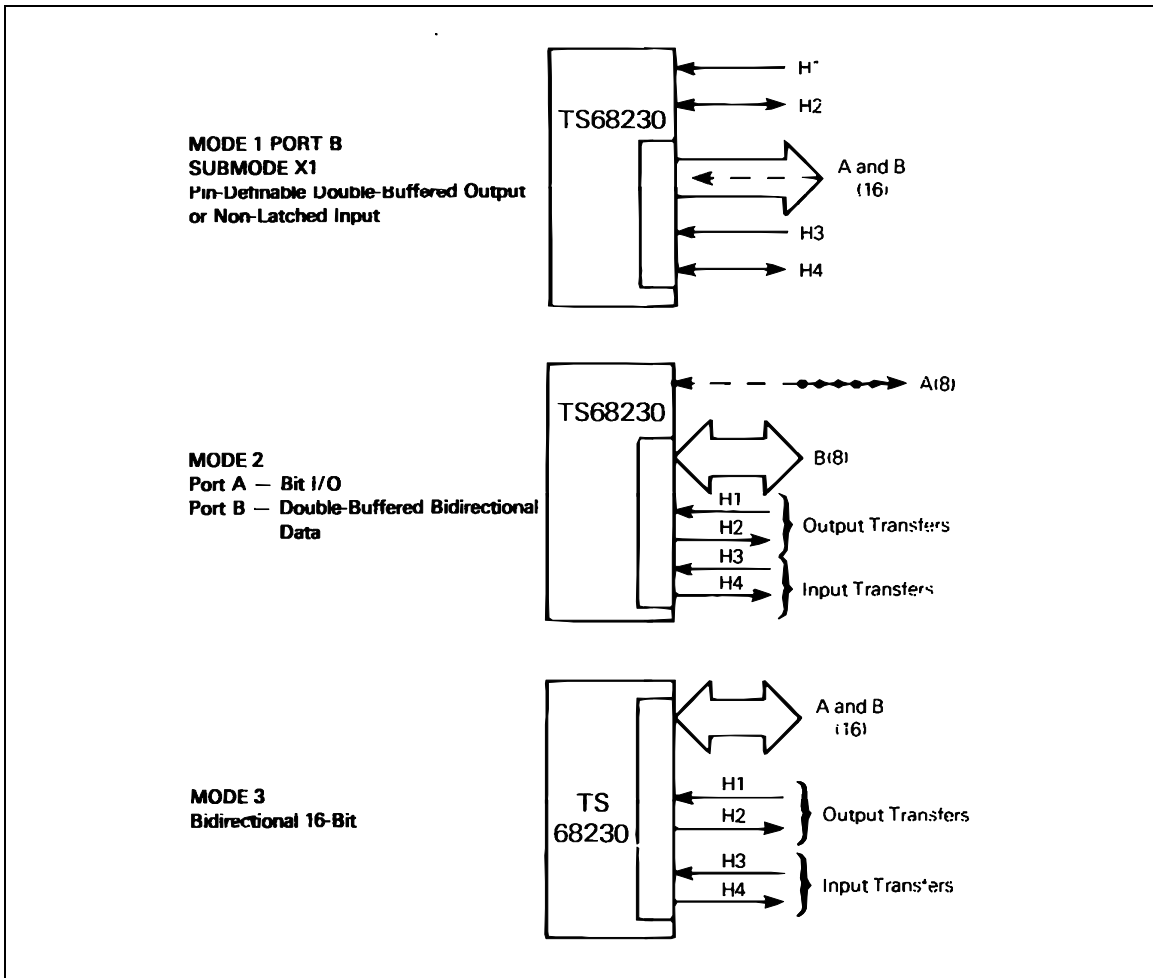 H1
TS68230
H2
MODE 1 PORT B
SUBMODE X1
Pin-Definable Double-Buffered Output
or Non-Latched Input
A and B
(16)
H3
H4
TS68230
A(8)
MODE 2
Port A — Bit I/O
Port B — Double-Buffered Bidirectional
Data
B(8)
H1
H2
Output Transfers
H3
H4
Input Transfers
MODE 3
Bidirectional 16-Bit
TS
68230
A and B
(16)
H1
H2
Output Transfers
H3
H4
Input Transfers